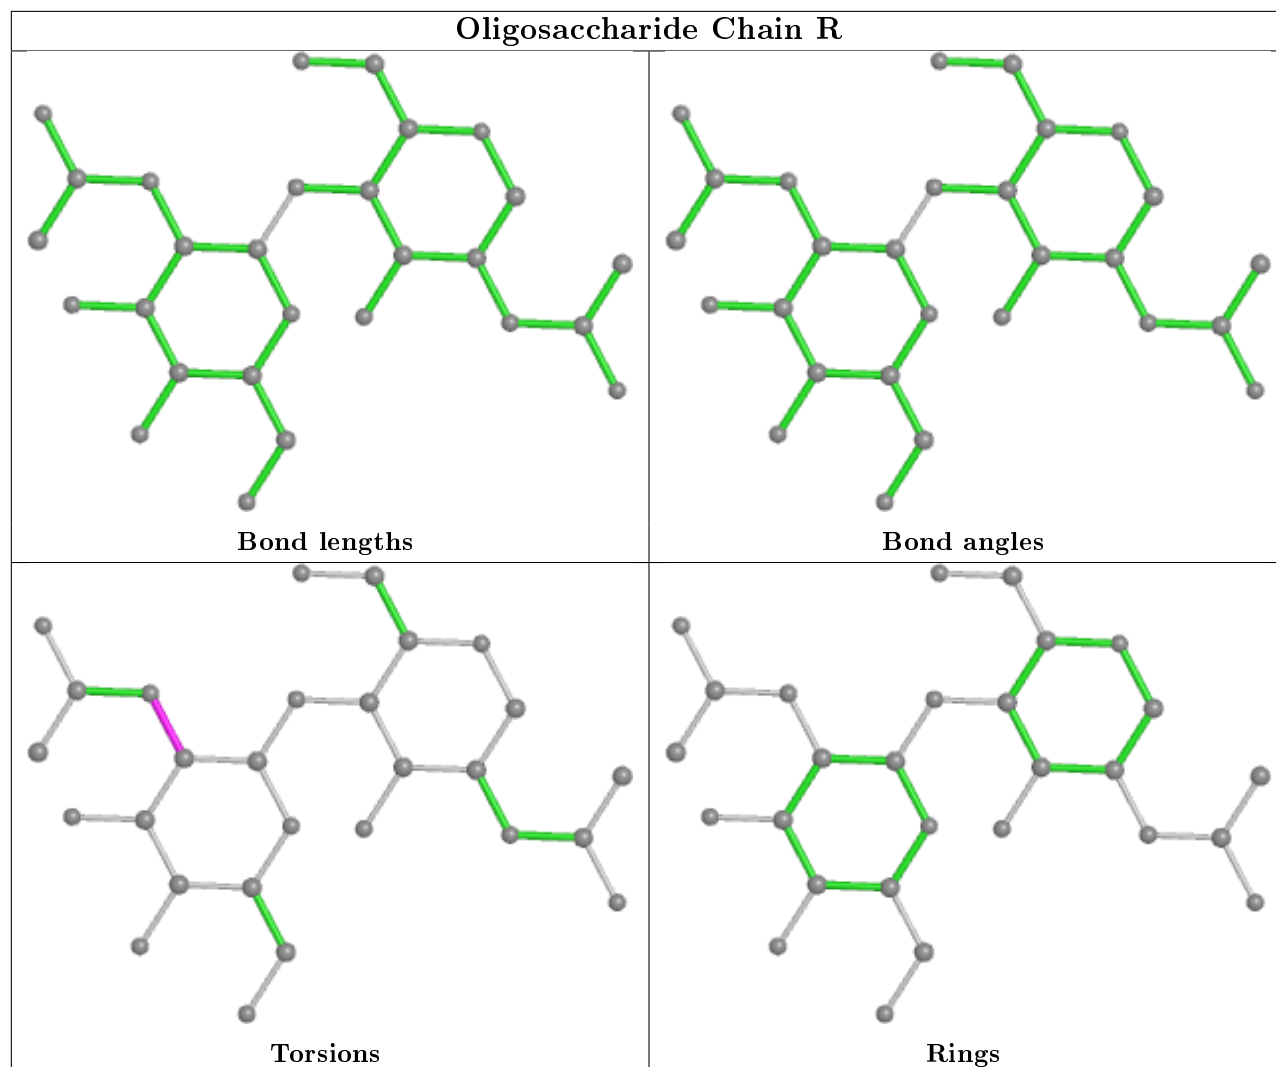 Oligosaccharide Chain R
Bond lengths
Bond angles
Torsions
Rings